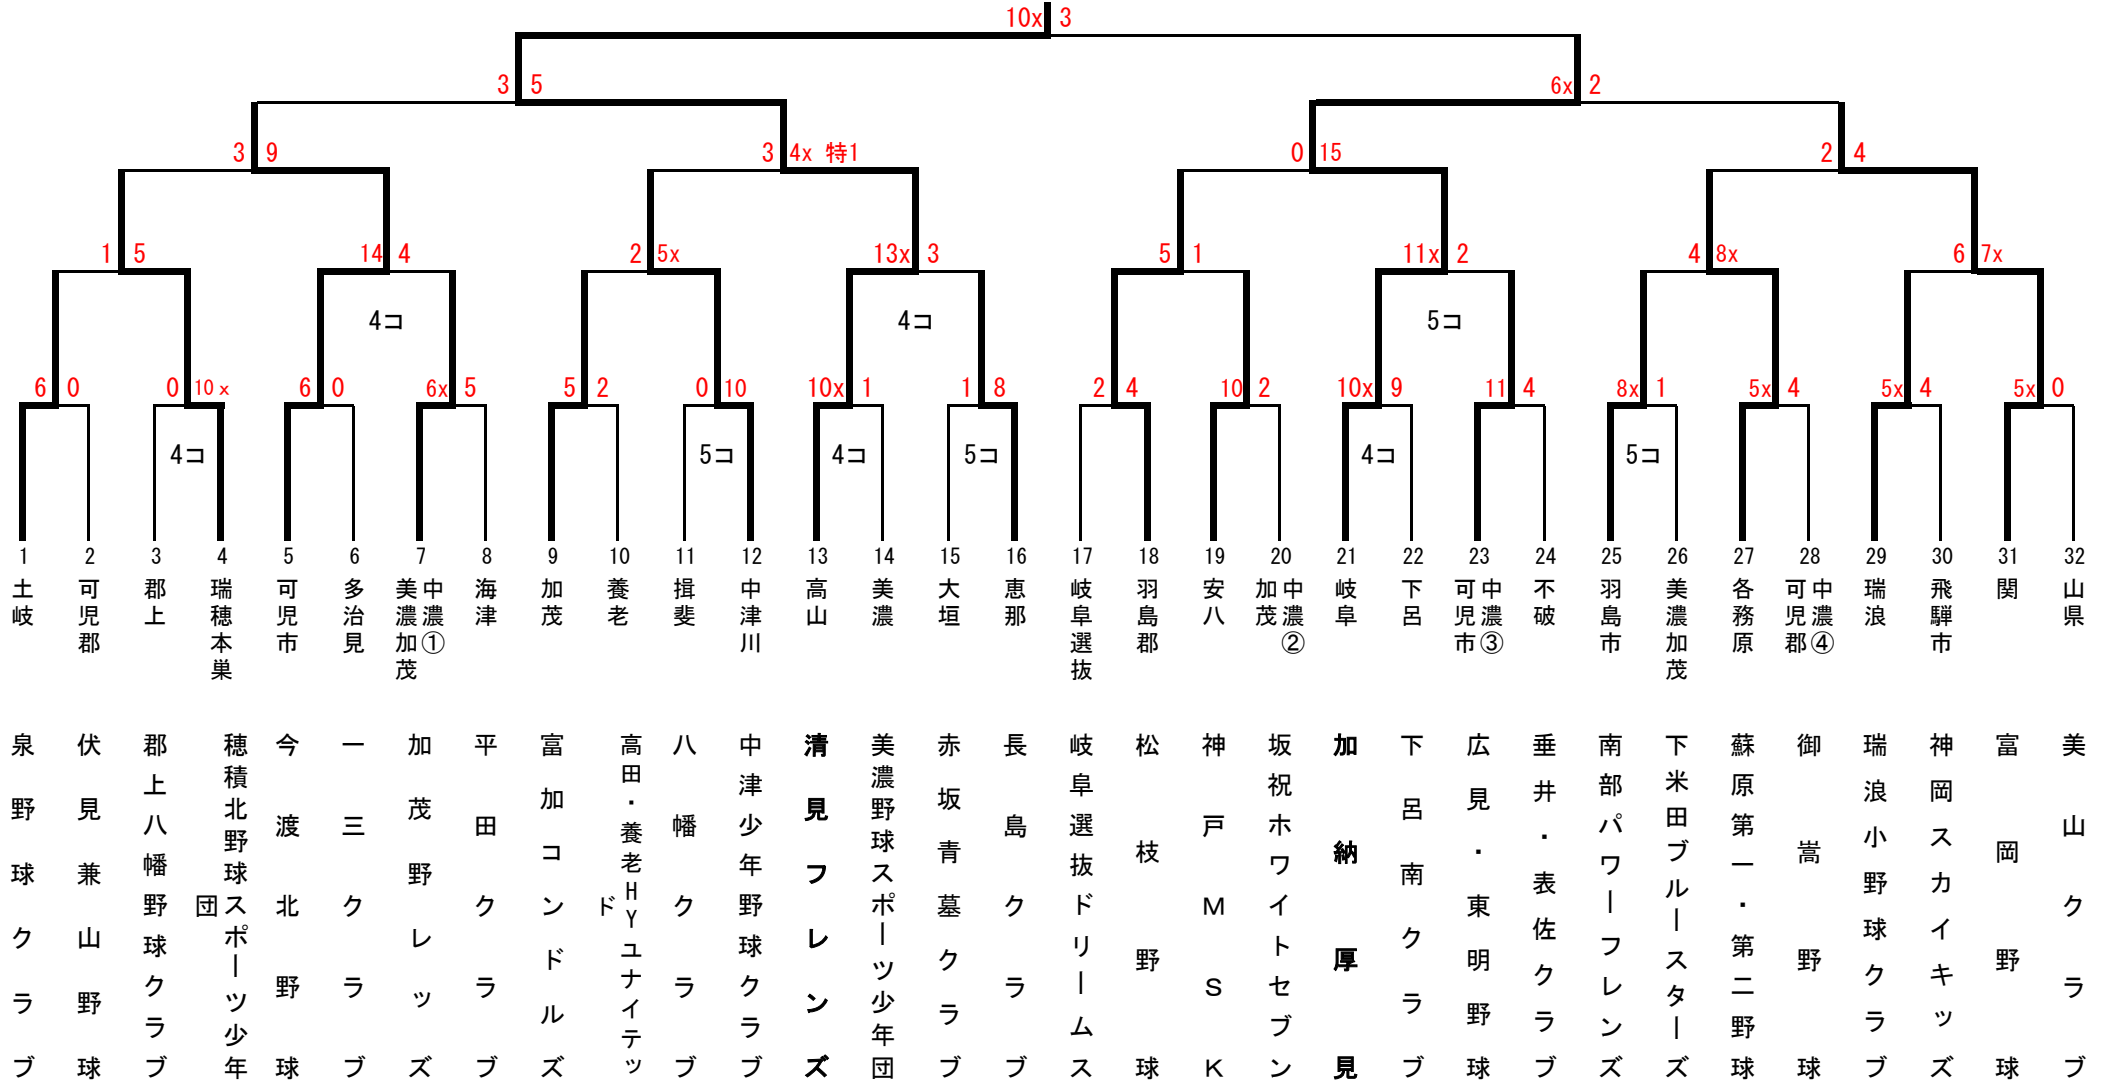 10x 3
3 5
6x 2
3 9
3 4x 特1
0 15
2 4
1 5
14 4
2 5x
13x 3
5 1
11x 2
4 8x
6 7x
4コ
4コ
5コ
6 0
0 10x
6 0
6x 5
5 2
0 10
10x 1
1 8
2 4
10 2
10x 9
11 4
8x 1
5x 4
5x 4
5x 0
4コ
5コ
4コ
5コ
4コ
5コ
1 2 3 4 5 6 7 8 9 10 11 12 13 14 15 16 17 18 19 20 21 22 23 24 25 26 27 28 29 30 31 32
土岐
可児郡
郡上
瑞穂本巣
可児市
多治見
中濃①
美濃加茂
海津
加茂
養老
揖斐
中津川
高山
美濃
大垣
恵那
岐阜選抜
羽島郡
安八
中濃②
加茂
岐阜
下呂
中濃③
可児市
不破
羽島市
美濃加茂
各務原
中濃④
可児郡
瑞浪
飛騨市
関
山県
泉野球クラブ
伏見兼山野球
郡上八幡野球クラブ
穂積北野球スポーツ少年
団
今渡北野球
一三クラブ
加茂野レッズ
平田クラブ
富加コンドルズ
高田・養老HYユナイテッ
ド
八幡クラブ
中津少年野球クラブ
清見フレンズ
美濃野球スポーツ少年団
赤坂青墓クラブ
長島クラブ
岐阜選抜ドリームス
松枝野球
神戸MSK
坂祝ホワイトセブン
加納厚見
下呂南クラブ
広見・東明野球
垂井・表佐クラブ
南部パワーフレンズ
下米田ブルースターズ
蘇原第一・第二野球
御嵩野球
瑞浪小野球クラブ
神岡スカイキッズ
富岡野球
美山クラブ